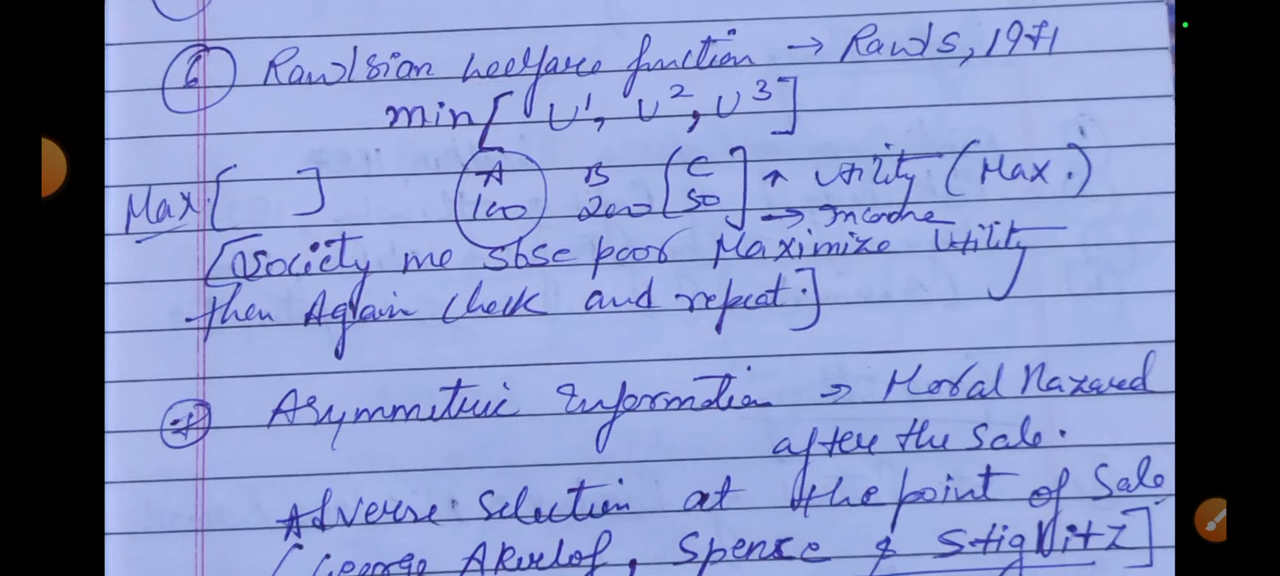 6 Rawlsian Welfare function → Rawls, 1971
min [ U1, U2, U3 ]
Max. [ ] A B [ C ] ↑ Utility (Max.)
100 200 50 → Income
[ Society me sbse poor Maximize Utility
then Again Check and repeat. ]
7 Asymmetric Information → Moral Hazard
after the sale.
Adverse Selection at the point of Sale
[ George Akerlof, Spense & Stiglitz ]